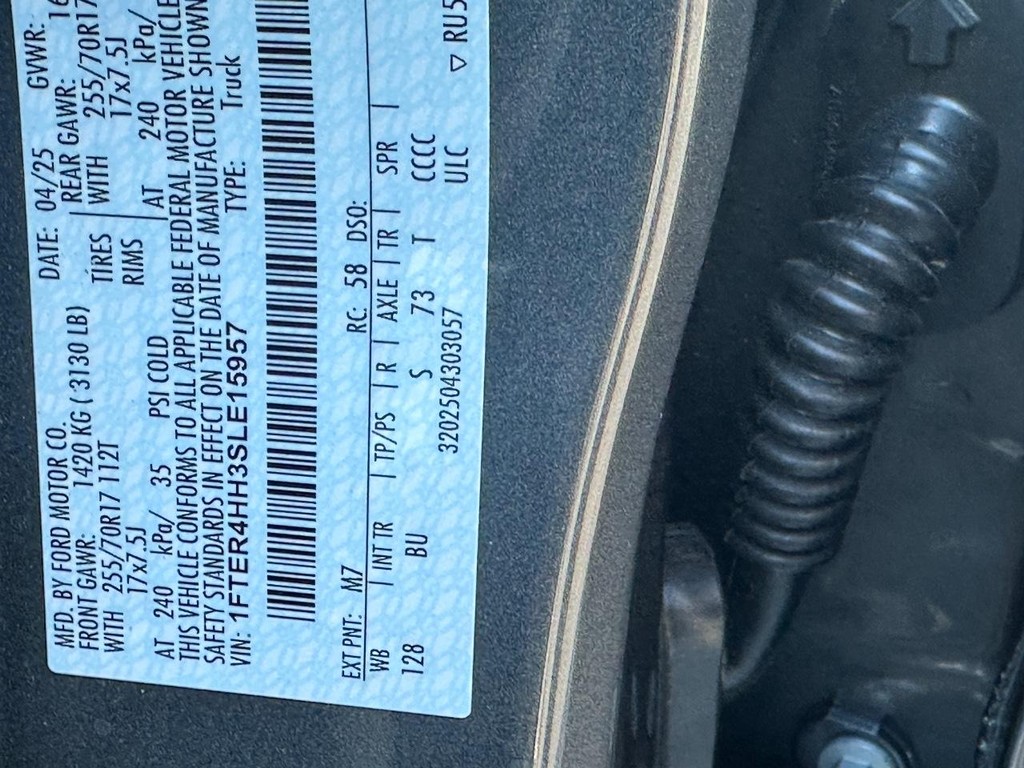 MFD. BY FORD MOTOR CO. DATE: 04/25 GVWR:
FRONT GAWR: 1420 KG (3130 LB) REAR GAWR:
WITH 255/70R17 112T TIRES WITH 255/70R17
17x7.5J RIMS 17x7.5J
AT 240 kPa/ 35 PSI COLD AT 240 kPa/
THIS VEHICLE CONFORMS TO ALL APPLICABLE FEDERAL MOTOR VEHICLE
SAFETY STANDARDS IN EFFECT ON THE DATE OF MANUFACTURE SHOWN
VIN: 1FTER4HH3SLE15957 TYPE: Truck
EXT PNT: M7 RC: 58 DSO:
WB | INT TR | TP/PS | R | AXLE | TR | SPR |
128 BU S 73 T CCCC
3202504303057 ULC
▽ RU5